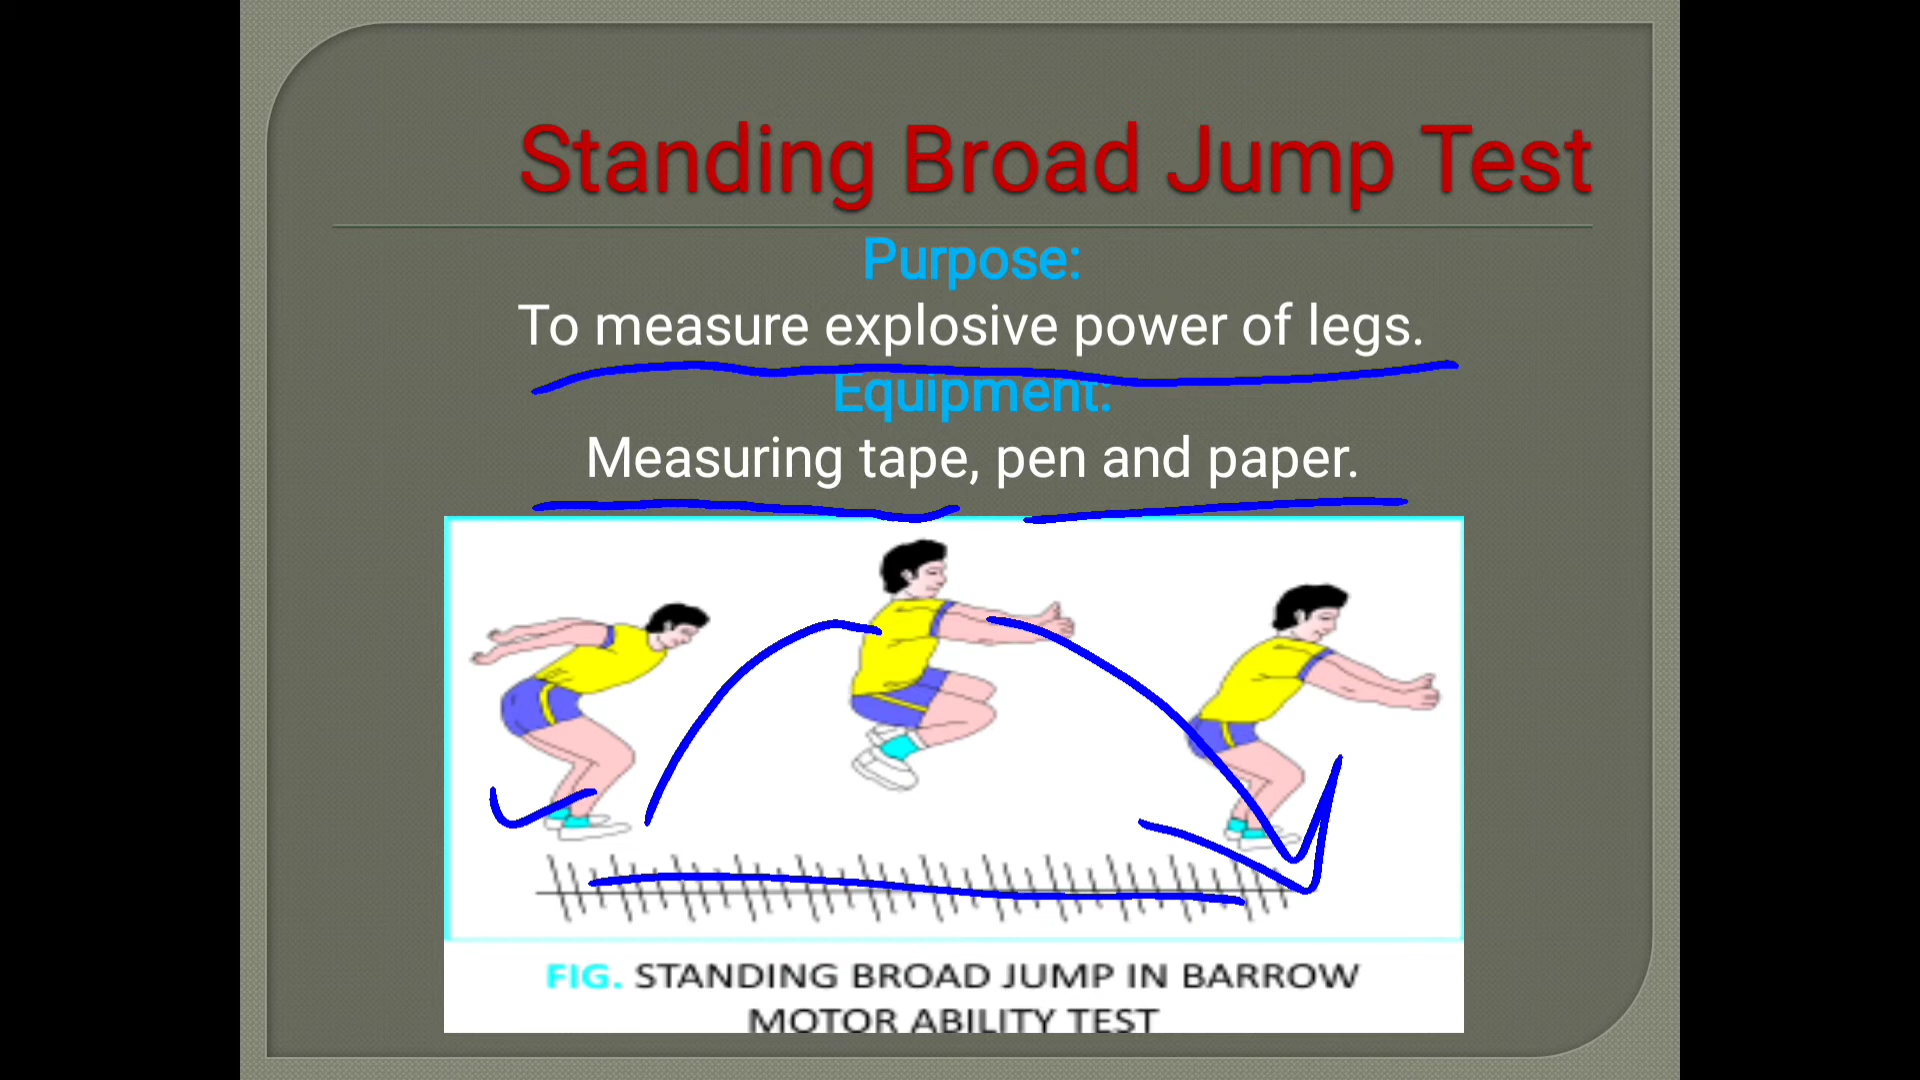 Standing Broad Jump Test
Purpose:
To measure explosive power of legs.
Equipment:
Measuring tape, pen and paper.
FIG. STANDING BROAD JUMP IN BARROW
MOTOR ABILITY TEST